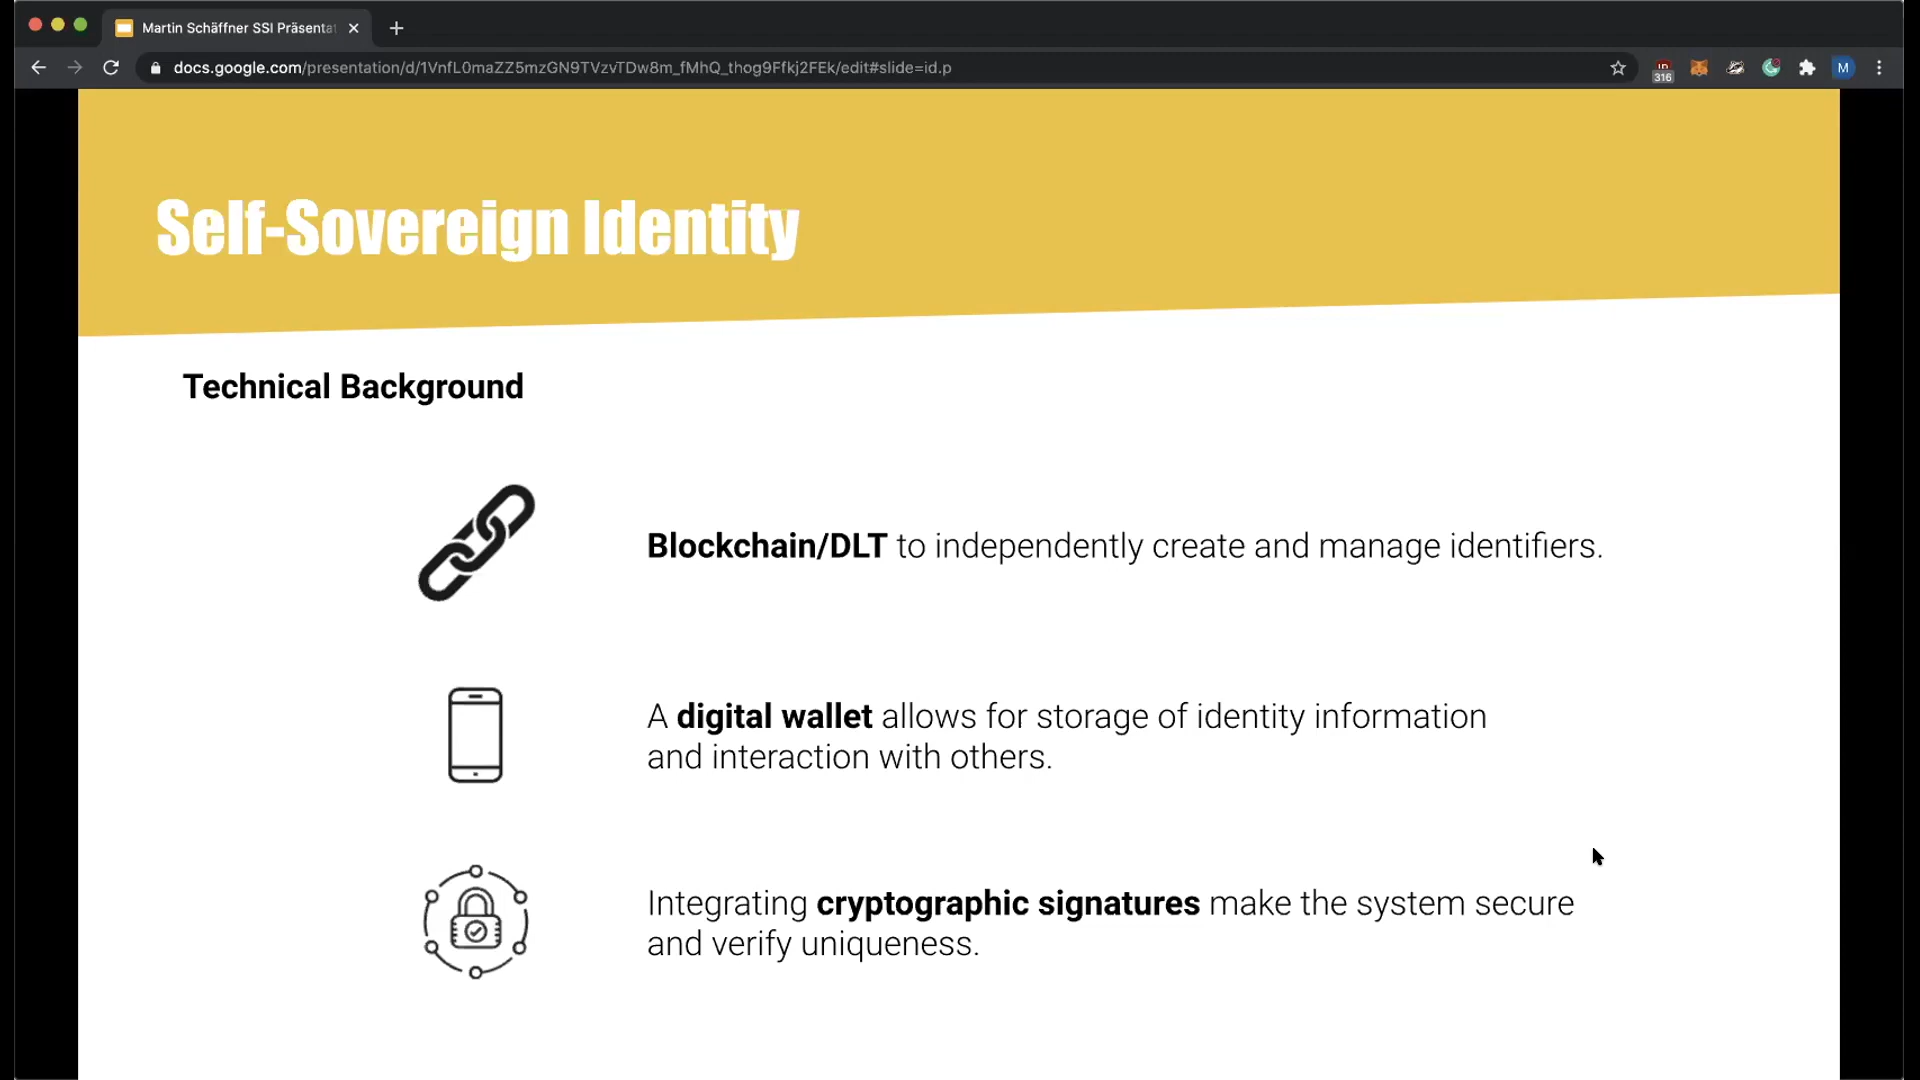 Martin Schäffner SSI Präsenta
docs.google.com/presentation/d/1VnfL0maZZ5mzGN9TVzvTDw8m_fMhQ_thog9Ffkj2FEk/edit#slide=id.p
316
M
Self-Sovereign Identity
Technical Background
Blockchain/DLT to independently create and manage identifiers.
A digital wallet allows for storage of identity information
and interaction with others.
Integrating cryptographic signatures make the system secure
and verify uniqueness.